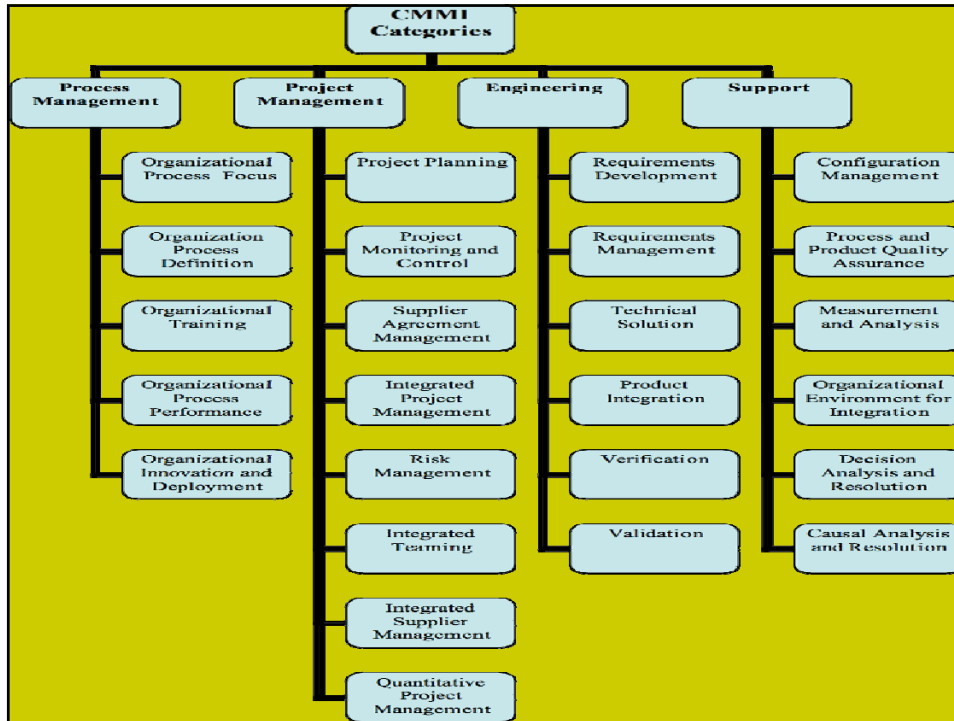 CMMI
Categories
Process
Management
Project
Management
Engineering
Support
Organizational
Process Focus
Organization
Process
Definition
Organizational
Training
Organizational
Process
Performance
Organizational
Innovation and
Deployment
Project Planning
Project
Monitoring and
Control
Supplier
Agreement
Management
Integrated
Project
Management
Risk
Management
Integrated
Teaming
Integrated
Supplier
Management
Quantitative
Project
Management
Requirements
Development
Requirements
Management
Technical
Solution
Product
Integration
Verification
Validation
Configuration
Management
Process and
Product Quality
Assurance
Measurement
and Analysis
Organizational
Environment for
Integration
Decision
Analysis and
Resolution
Causal Analysis
and Resolution